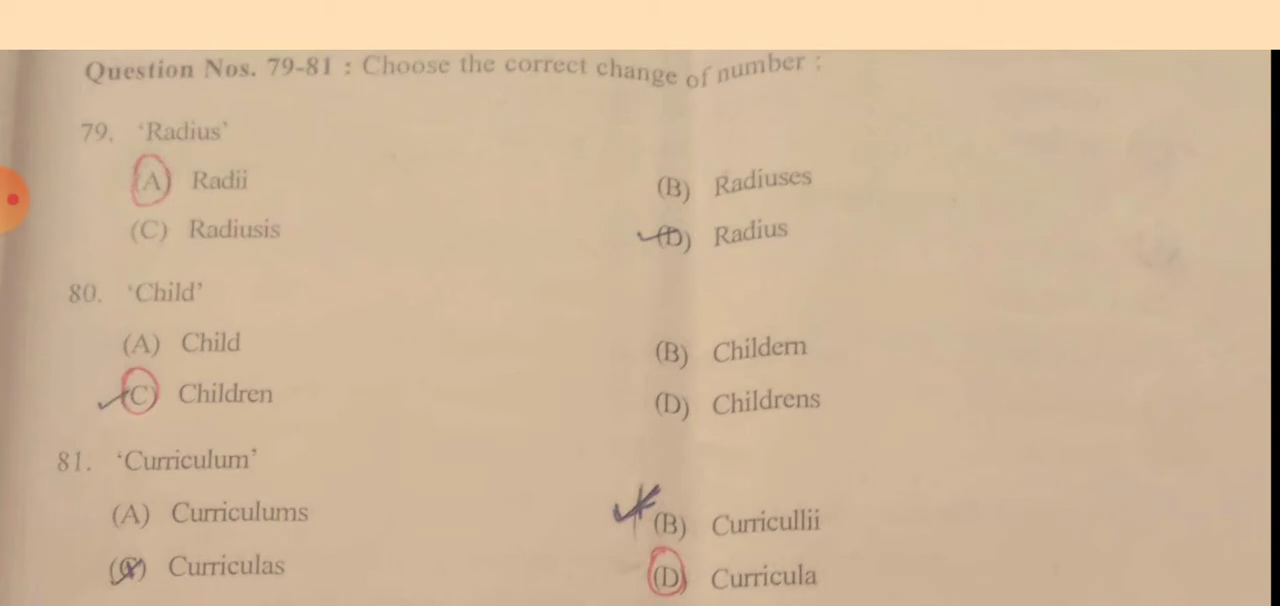 Question Nos. 79-81 : Choose the correct change of number :
79. ‘Radius’
(A) Radii (B) Radiuses
(C) Radiusis (D) Radius
80. ‘Child’
(A) Child (B) Childern
(C) Children (D) Childrens
81. ‘Curriculum’
(A) Curriculums (B) Curricullii
(C) Curriculas (D) Curricula